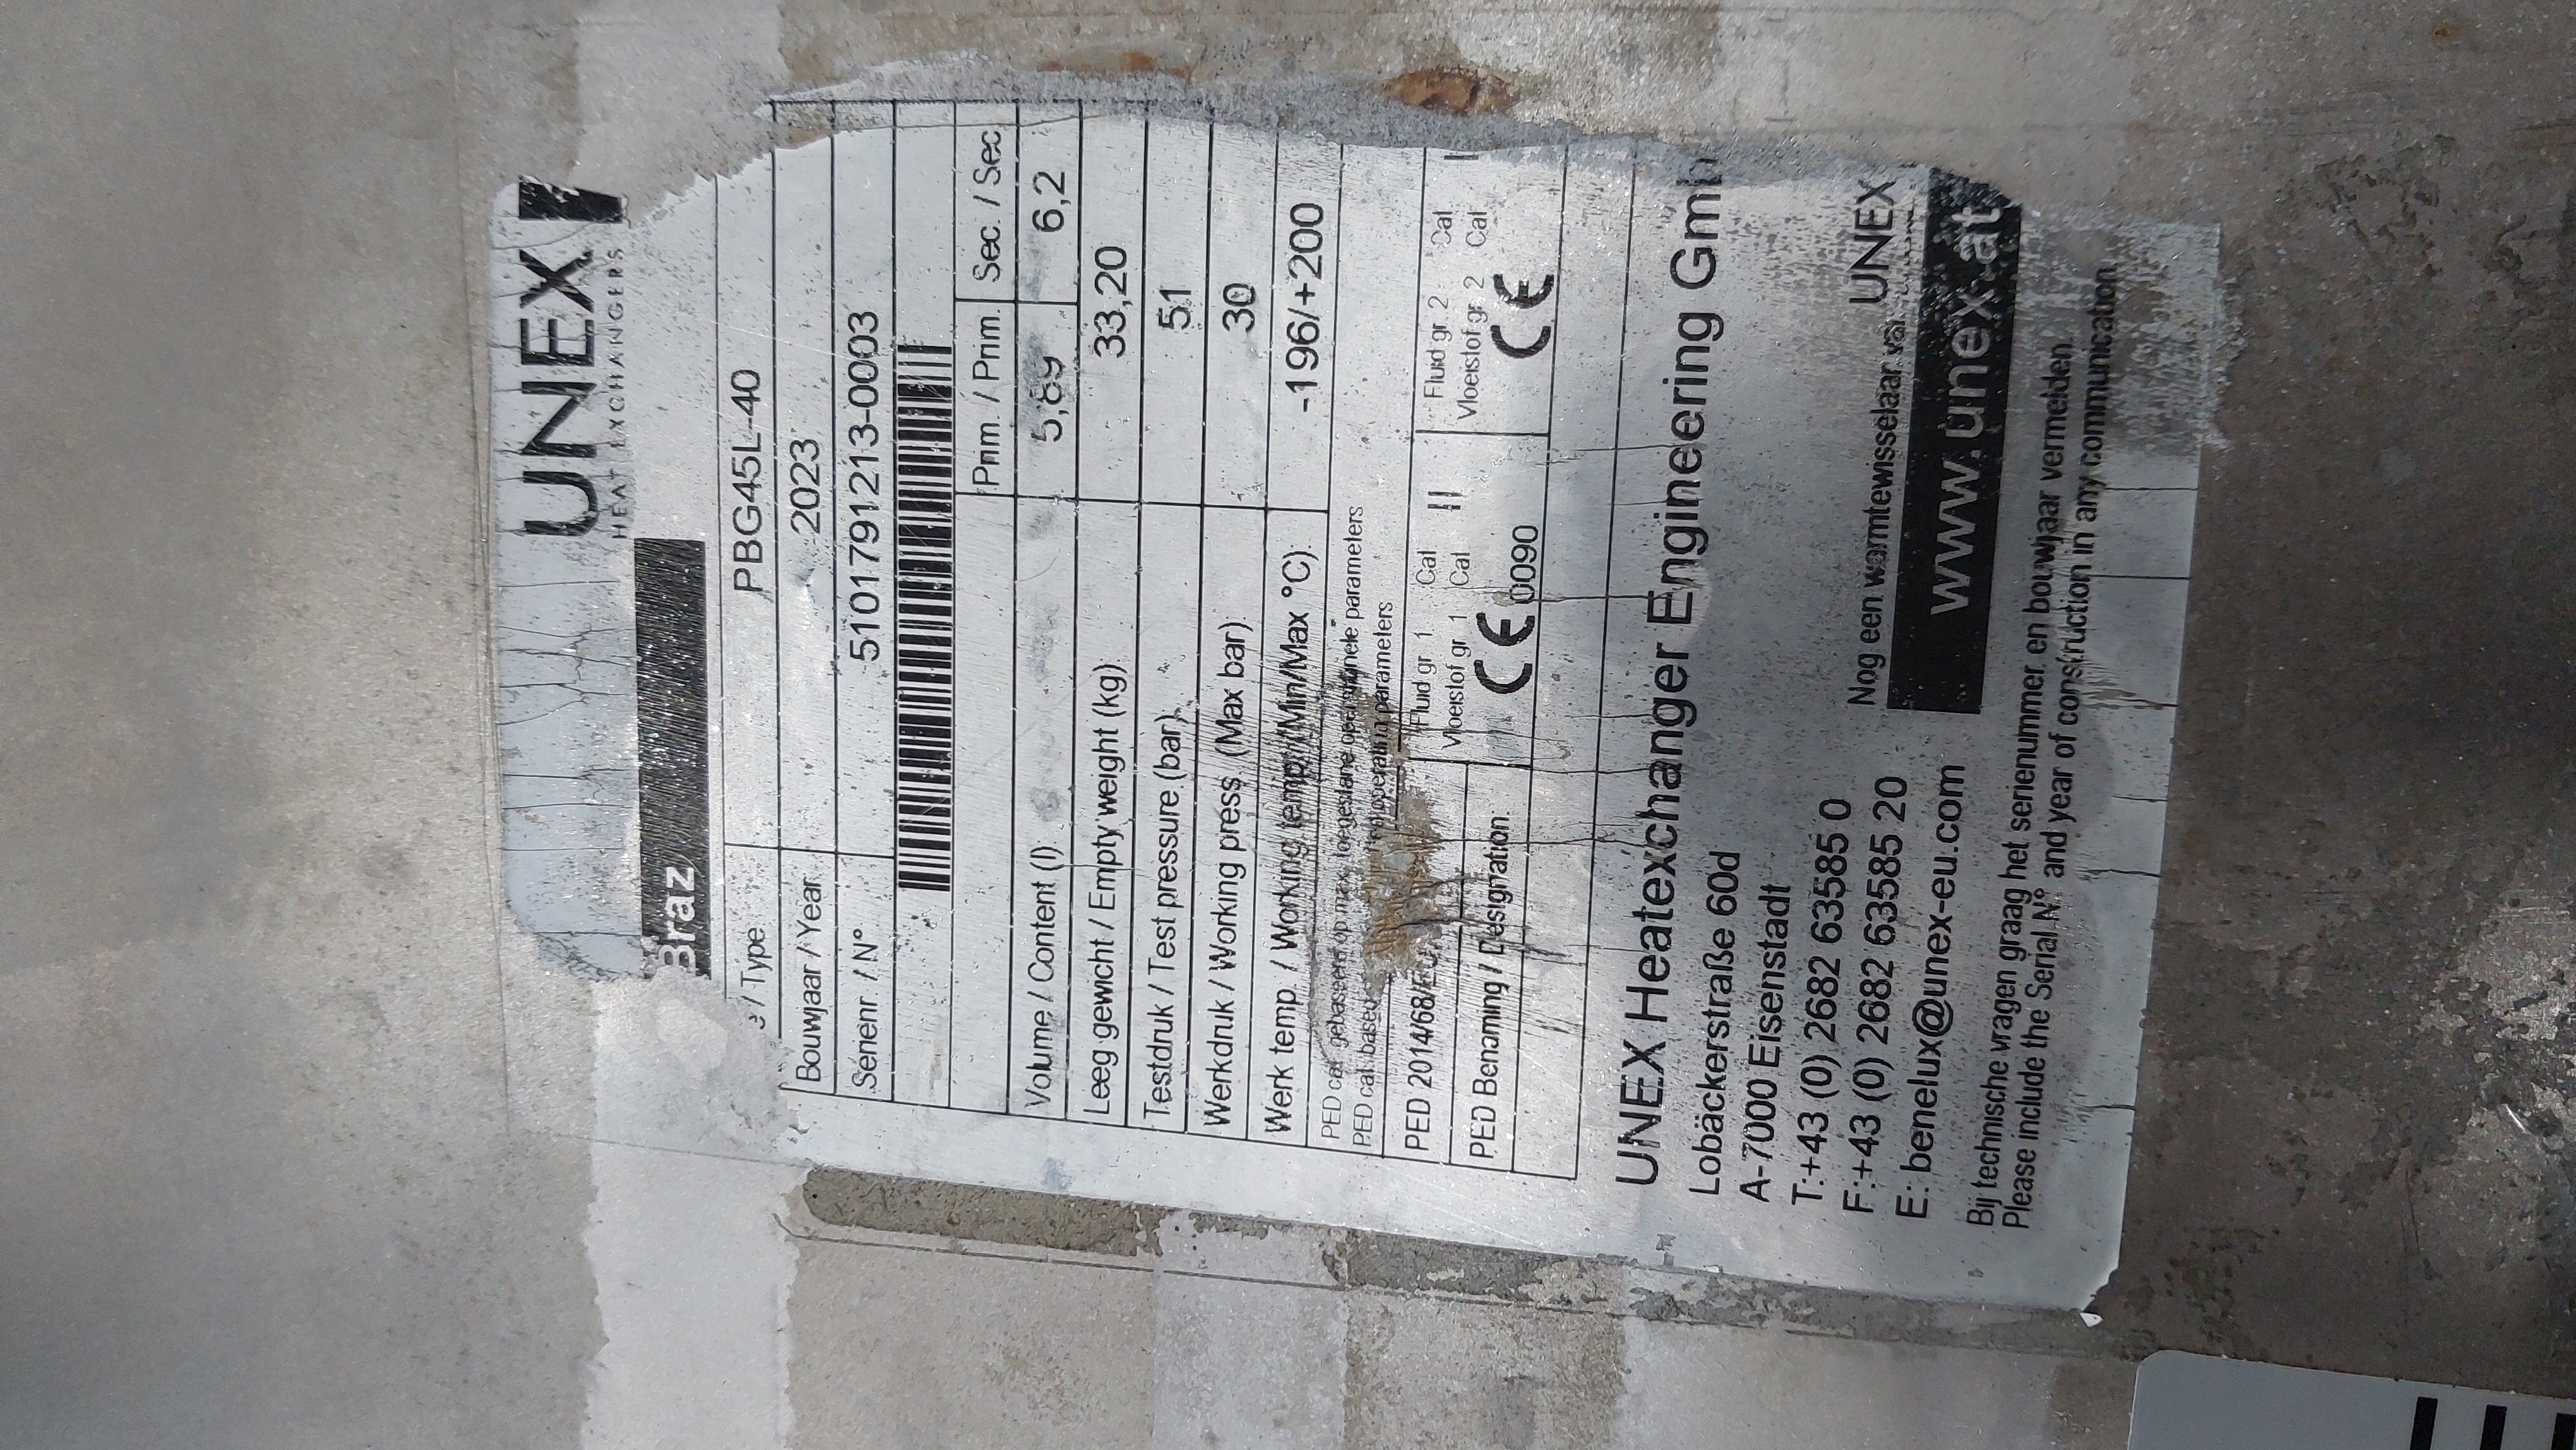 UNEX
HEAT EXCHANGERS
Braz
/ Type PBG45L-40
Bouwjaar / Year 2023
Serienr / N° 5101791213-0003
Prim. / Prim. Sec. / Sec
Volume / Content (l) 5,89 6,2
Leeg gewicht / Empty weight (kg) 33,20
Testdruk / Test pressure (bar) 51
Werkdruk / Working press (Max bar) 30
Werk temp. / Working temp (Min/Max °C) -196/+200
PED cat gebaseerd op max. toegestane operationele parameters
PED cat based operating parameters
PED 2014/68/ Fluid gr 1 Cat II Fluid gr 2 Cat I
Vloeistof gr 1 Cat Vloeistof gr 2 Cat
PED Benaming / Designation CE 0090 CE
UNEX Heatexchanger Engineering Gmb
Lobäckerstraße 60d
A-7000 Eisenstadt
T:+43 (0) 2682 63585 0
F:+43 (0) 2682 63585 20
E: benelux@unex-eu.com
Nog een warmtewisselaar van UNEX
www.unex.at
Bij technische vragen graag het serienummer en bouwjaar vermelden.
Please include the Serial N° and year of construction in any communication